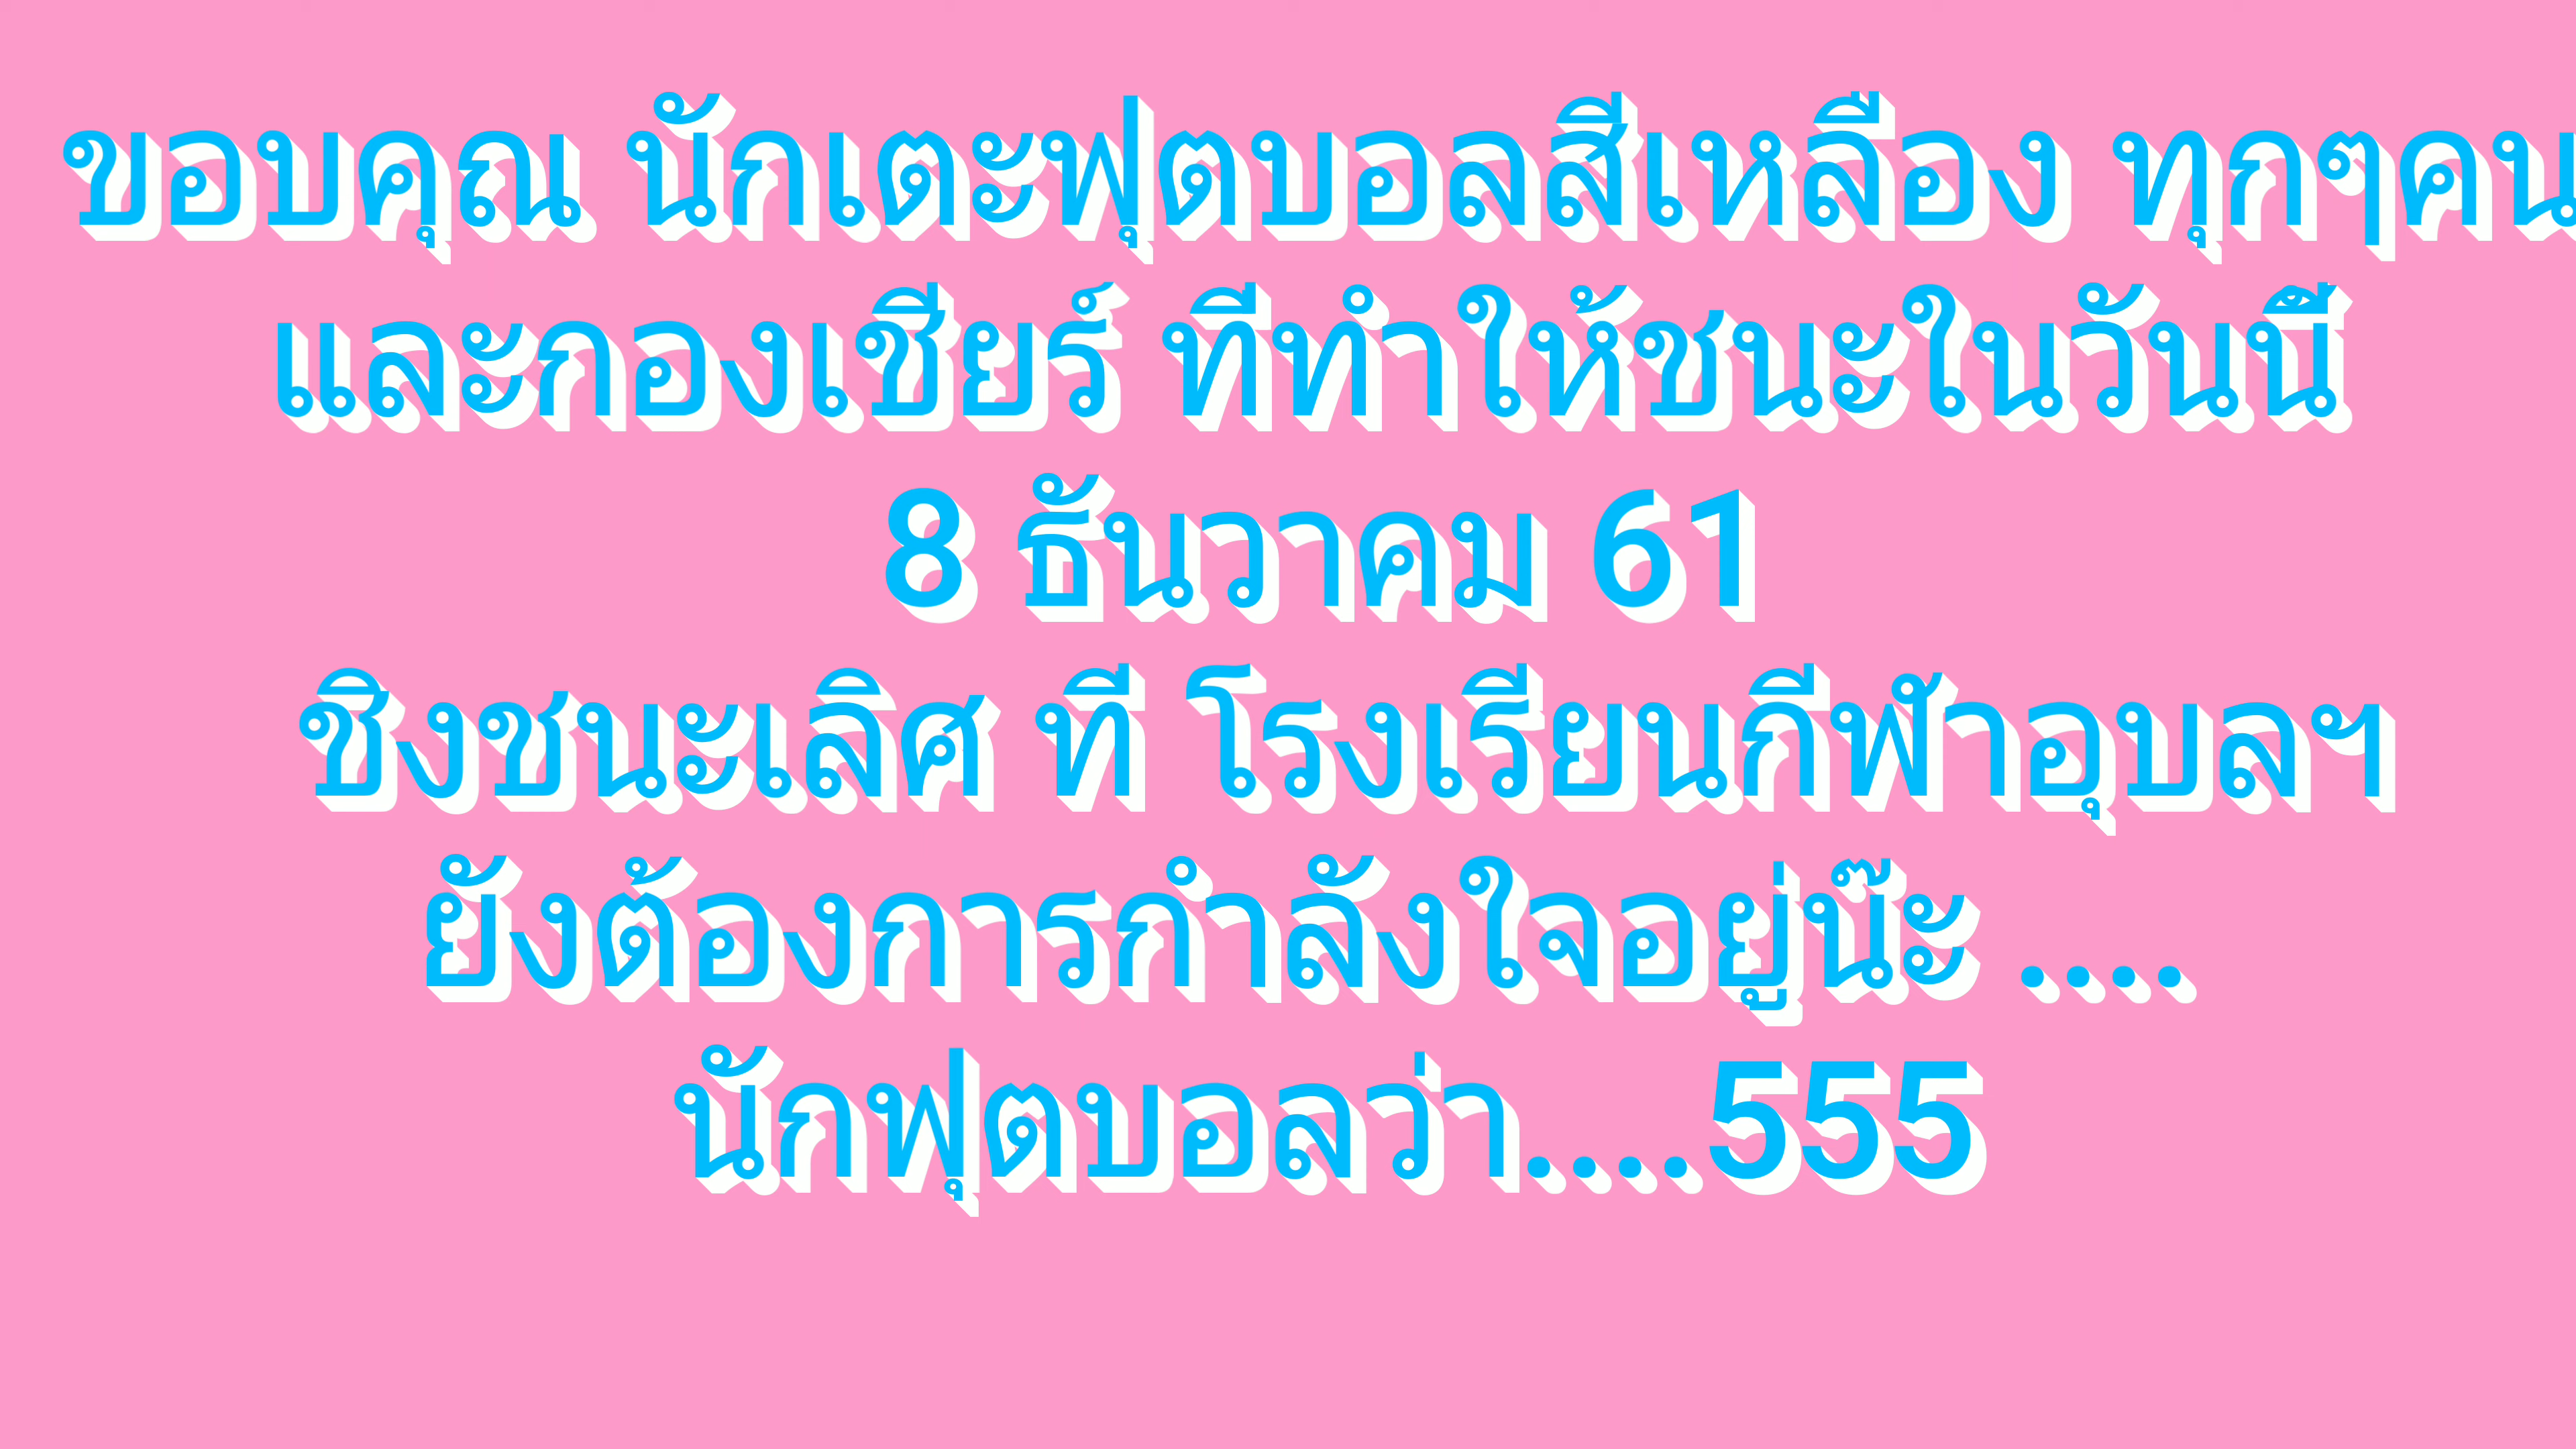 ขอบคุณ นักเตะฟุตบอลสีเหลือง ทุกๆคน
และกองเชียร์ ที่ทำให้ชนะในวันนี้
8 ธันวาคม 61
ชิงชนะเลิศ ที่ โรงเรียนกีฬาอุบลฯ
ยังต้องการกำลังใจอยู่น๊ะ ....
นักฟุตบอลว่า....555